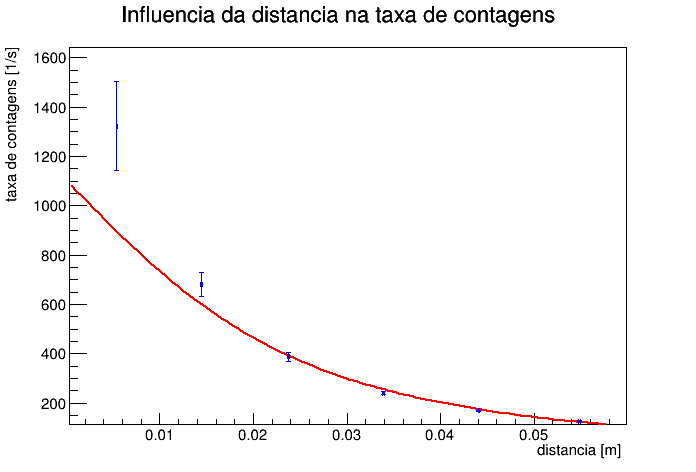 Influencia da distancia na taxa de contagens
taxa de contagens [1/s]
1600
1400
1200
1000
800
600
400
200
0.01 0.02 0.03 0.04 0.05
distancia [m]